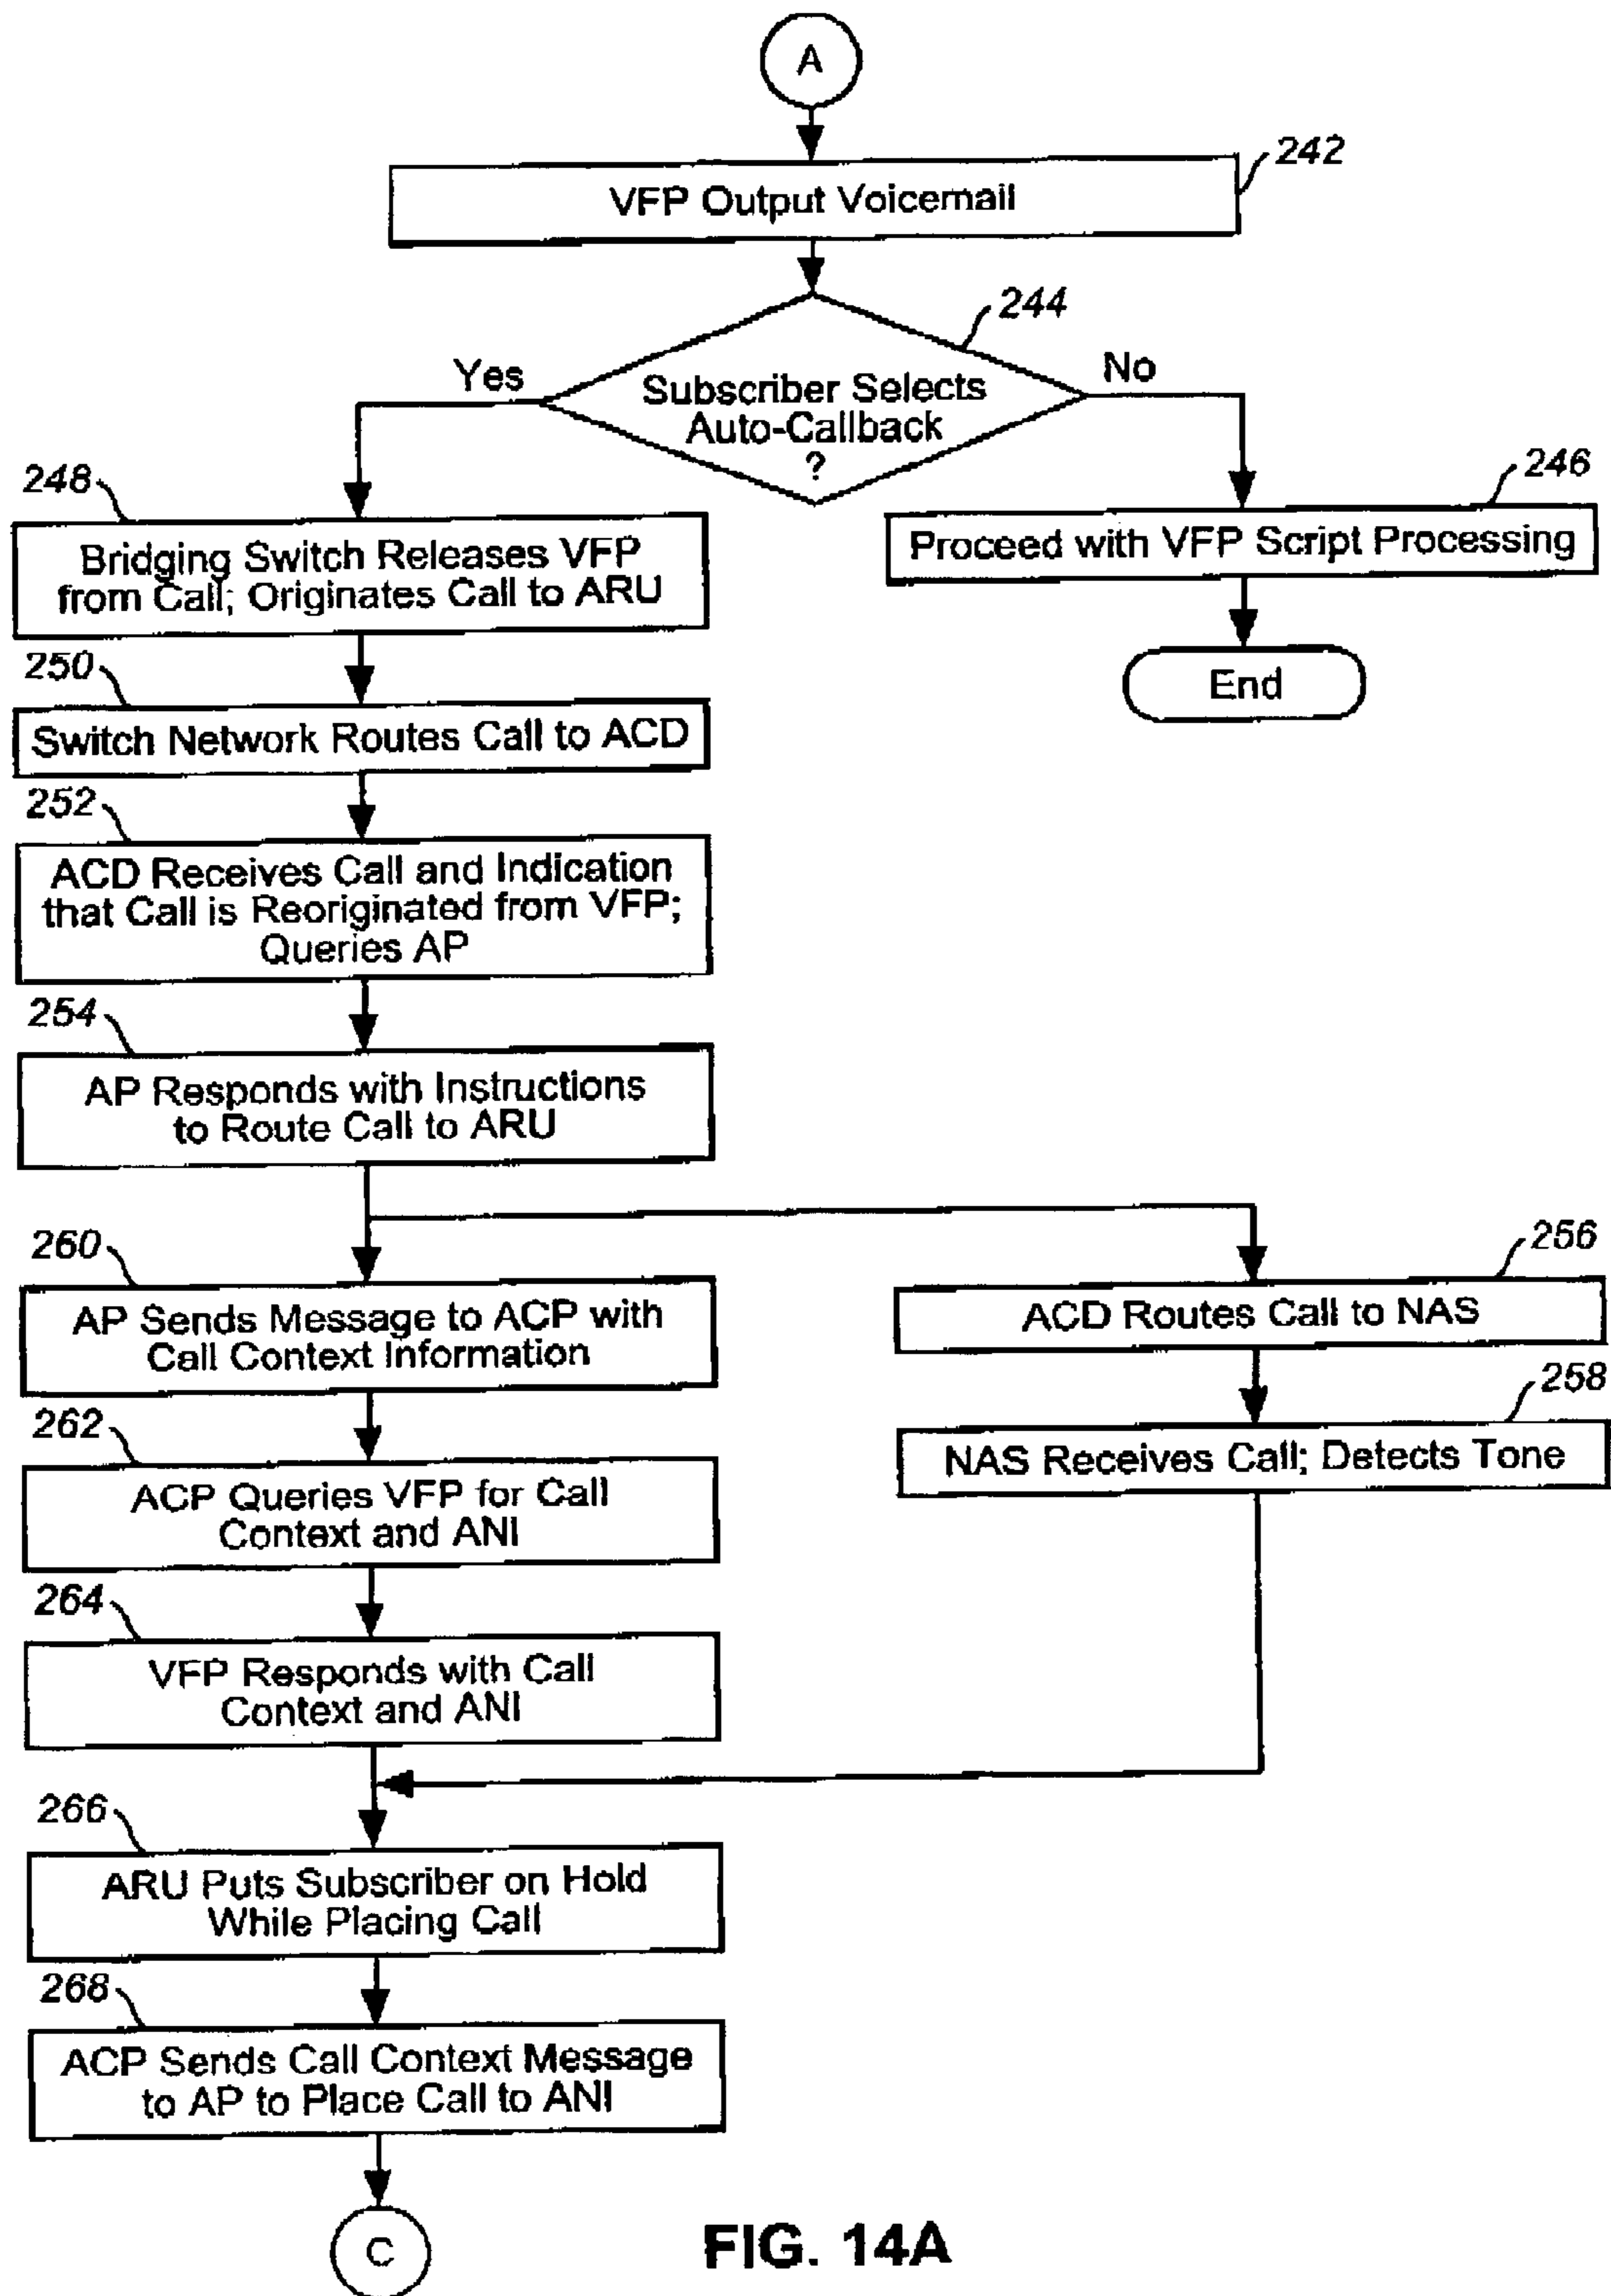 A
242
VFP Output Voicemail
244
Yes
No
Subscriber Selects
Auto-Callback
?
248
246
Bridging Switch Releases VFP
from Call; Originates Call to ARU
Proceed with VFP Script Processing
End
250
Switch Network Routes Call to ACD
252
ACD Receives Call and Indication
that Call is Reoriginated from VFP;
Queries AP
254
AP Responds with Instructions
to Route Call to ARU
260
256
AP Sends Message to ACP with
Call Context Information
ACD Routes Call to NAS
258
NAS Receives Call; Detects Tone
262
ACP Queries VFP for Call
Context and ANI
264
VFP Responds with Call
Context and ANI
266
ARU Puts Subscriber on Hold
While Placing Call
268
ACP Sends Call Context Message
to AP to Place Call to ANI
C
FIG. 14A